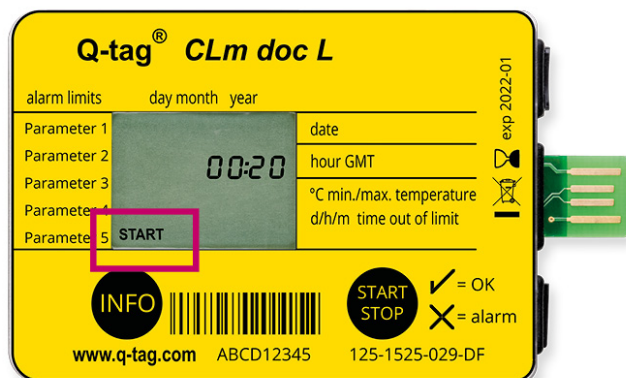 Q-tag® CLm doc L
alarm limits day month year
exp 2022-01
Parameter 1
date
Parameter 2
00:20
hour GMT
Parameter 3
°C min./max. temperature
Parameter 4
d/h/m time out of limit
Parameter 5
START
INFO
START
STOP
✓ = OK
✗ = alarm
www.q-tag.com ABCD12345 125-1525-029-DF